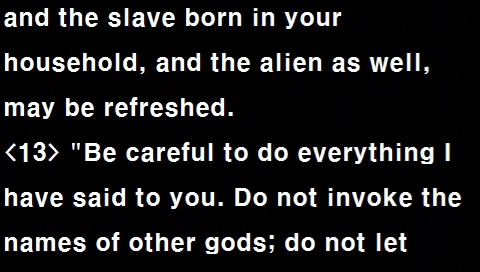 and the slave born in your
household, and the alien as well,
may be refreshed.
<13> "Be careful to do everything I
have said to you. Do not invoke the
names of other gods; do not let